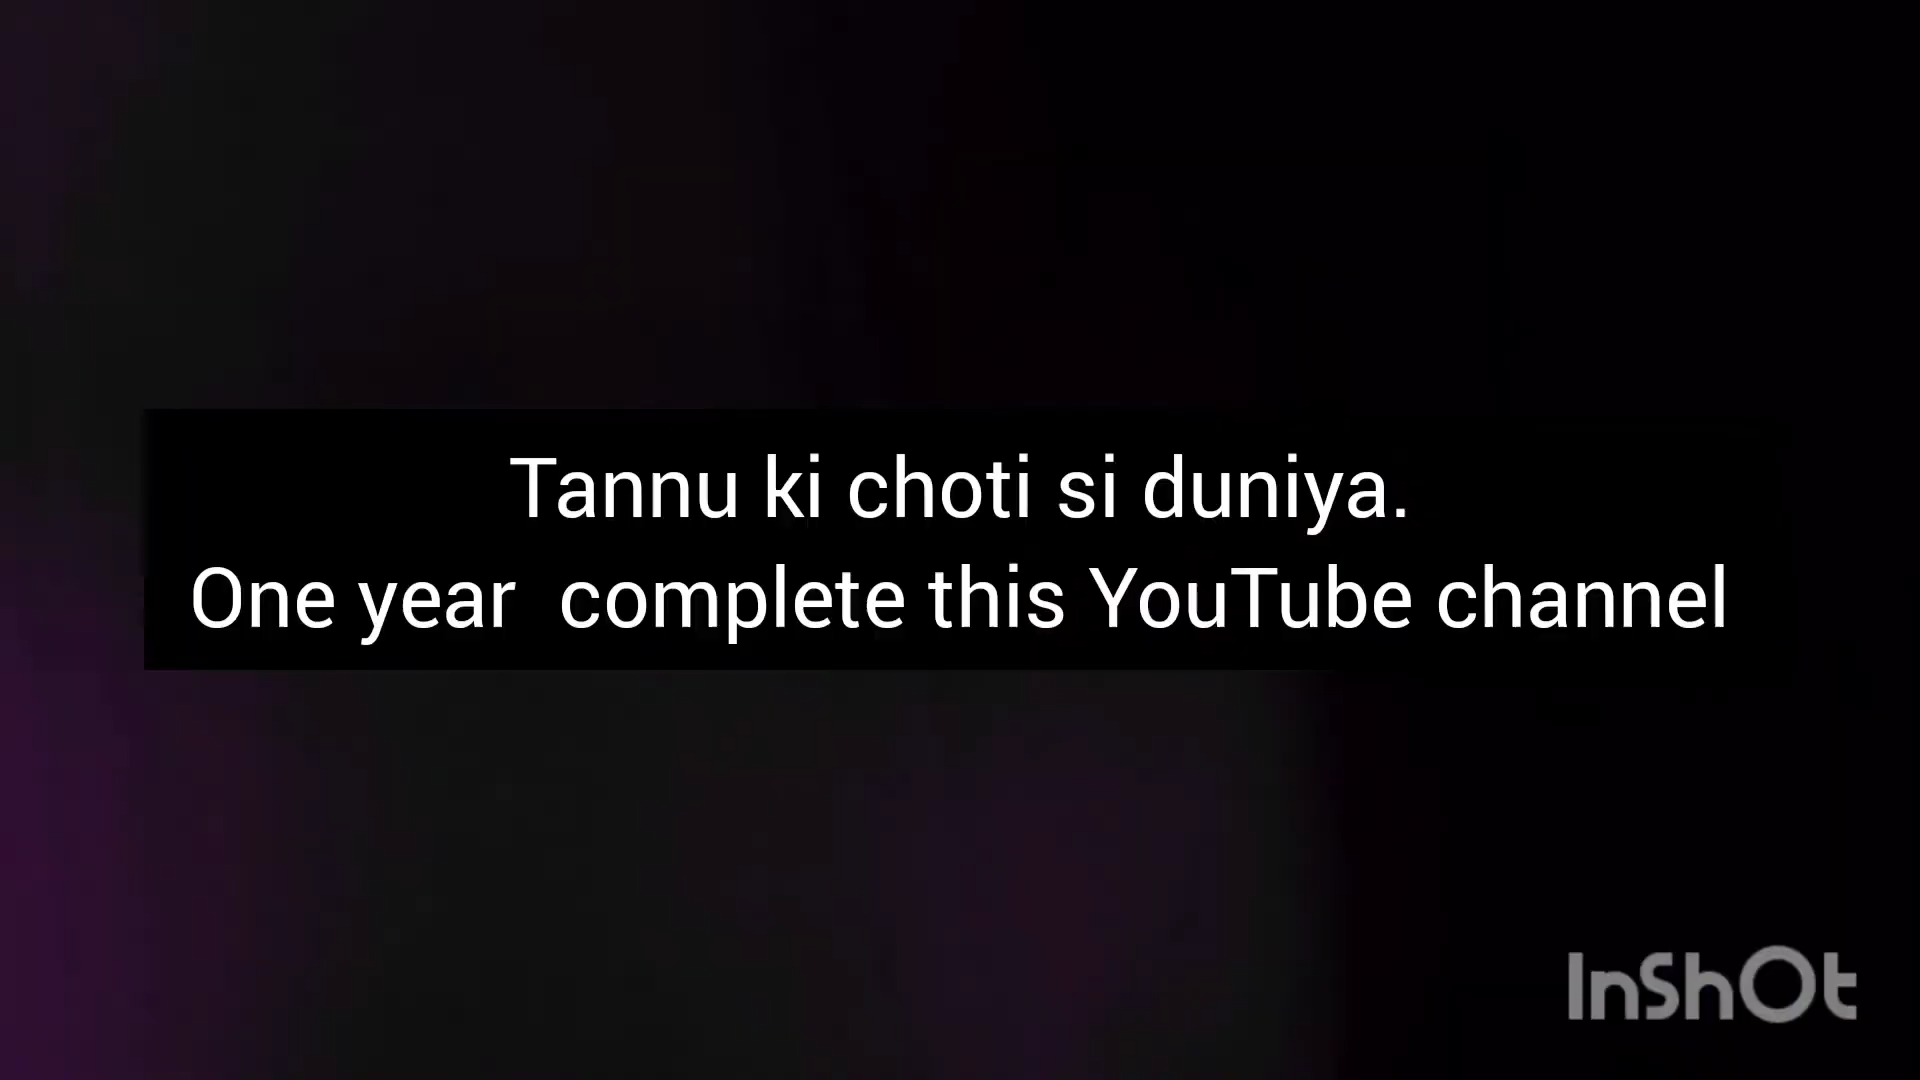 Tannu ki choti si duniya.
One year  complete this YouTube channel
InShOt